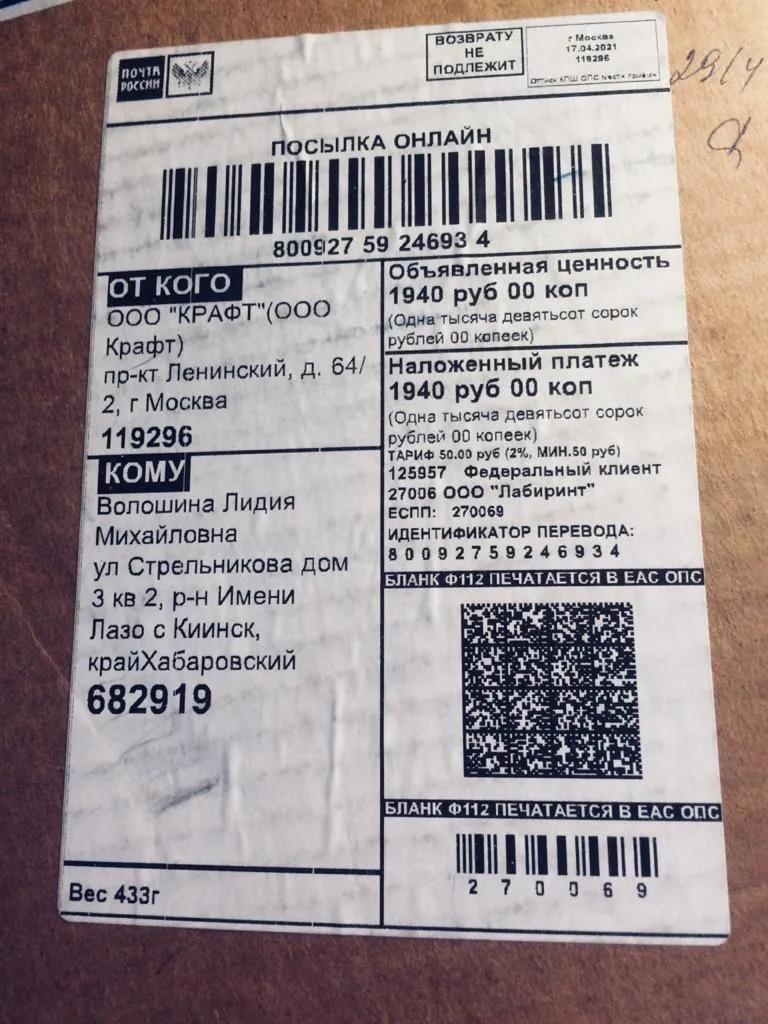 ПОЧТА
РОССИИ
ВОЗВРАТУ
НЕ
ПОДЛЕЖИТ
г Москва
17.04.2021
119296
Оттиск КПШ ОПС места приема
29/4
ПОСЫЛКА ОНЛАЙН
800927 59 24693 4
ОТ КОГО
ООО "КРАФТ"(ООО
Крафт)
пр-кт Ленинский, д. 64/
2, г Москва
119296
КОМУ
Волошина Лидия
Михайловна
ул Стрельникова дом
3 кв 2, р-н Имени
Лазо с Киинск,
крайХабаровский
682919
Вес 433г
Объявленная ценность
1940 руб 00 коп
(Одна тысяча девятьсот сорок
рублей 00 копеек)
Наложенный платеж
1940 руб 00 коп
(Одна тысяча девятьсот сорок
рублей 00 копеек)
ТАРИФ 50.00 руб (2%, МИН.50 руб)
125957 Федеральный клиент
27006 ООО "Лабиринт"
ЕСПП: 270069
ИДЕНТИФИКАТОР ПЕРЕВОДА:
80092759246934
БЛАНК Ф112 ПЕЧАТАЕТСЯ В ЕАС ОПС
БЛАНК Ф112 ПЕЧАТАЕТСЯ В ЕАС ОПС
270069